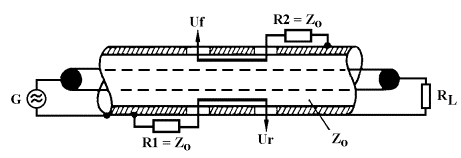 Uf
R2 = Zo
G
RL
R1 = Zo
Ur
Zo